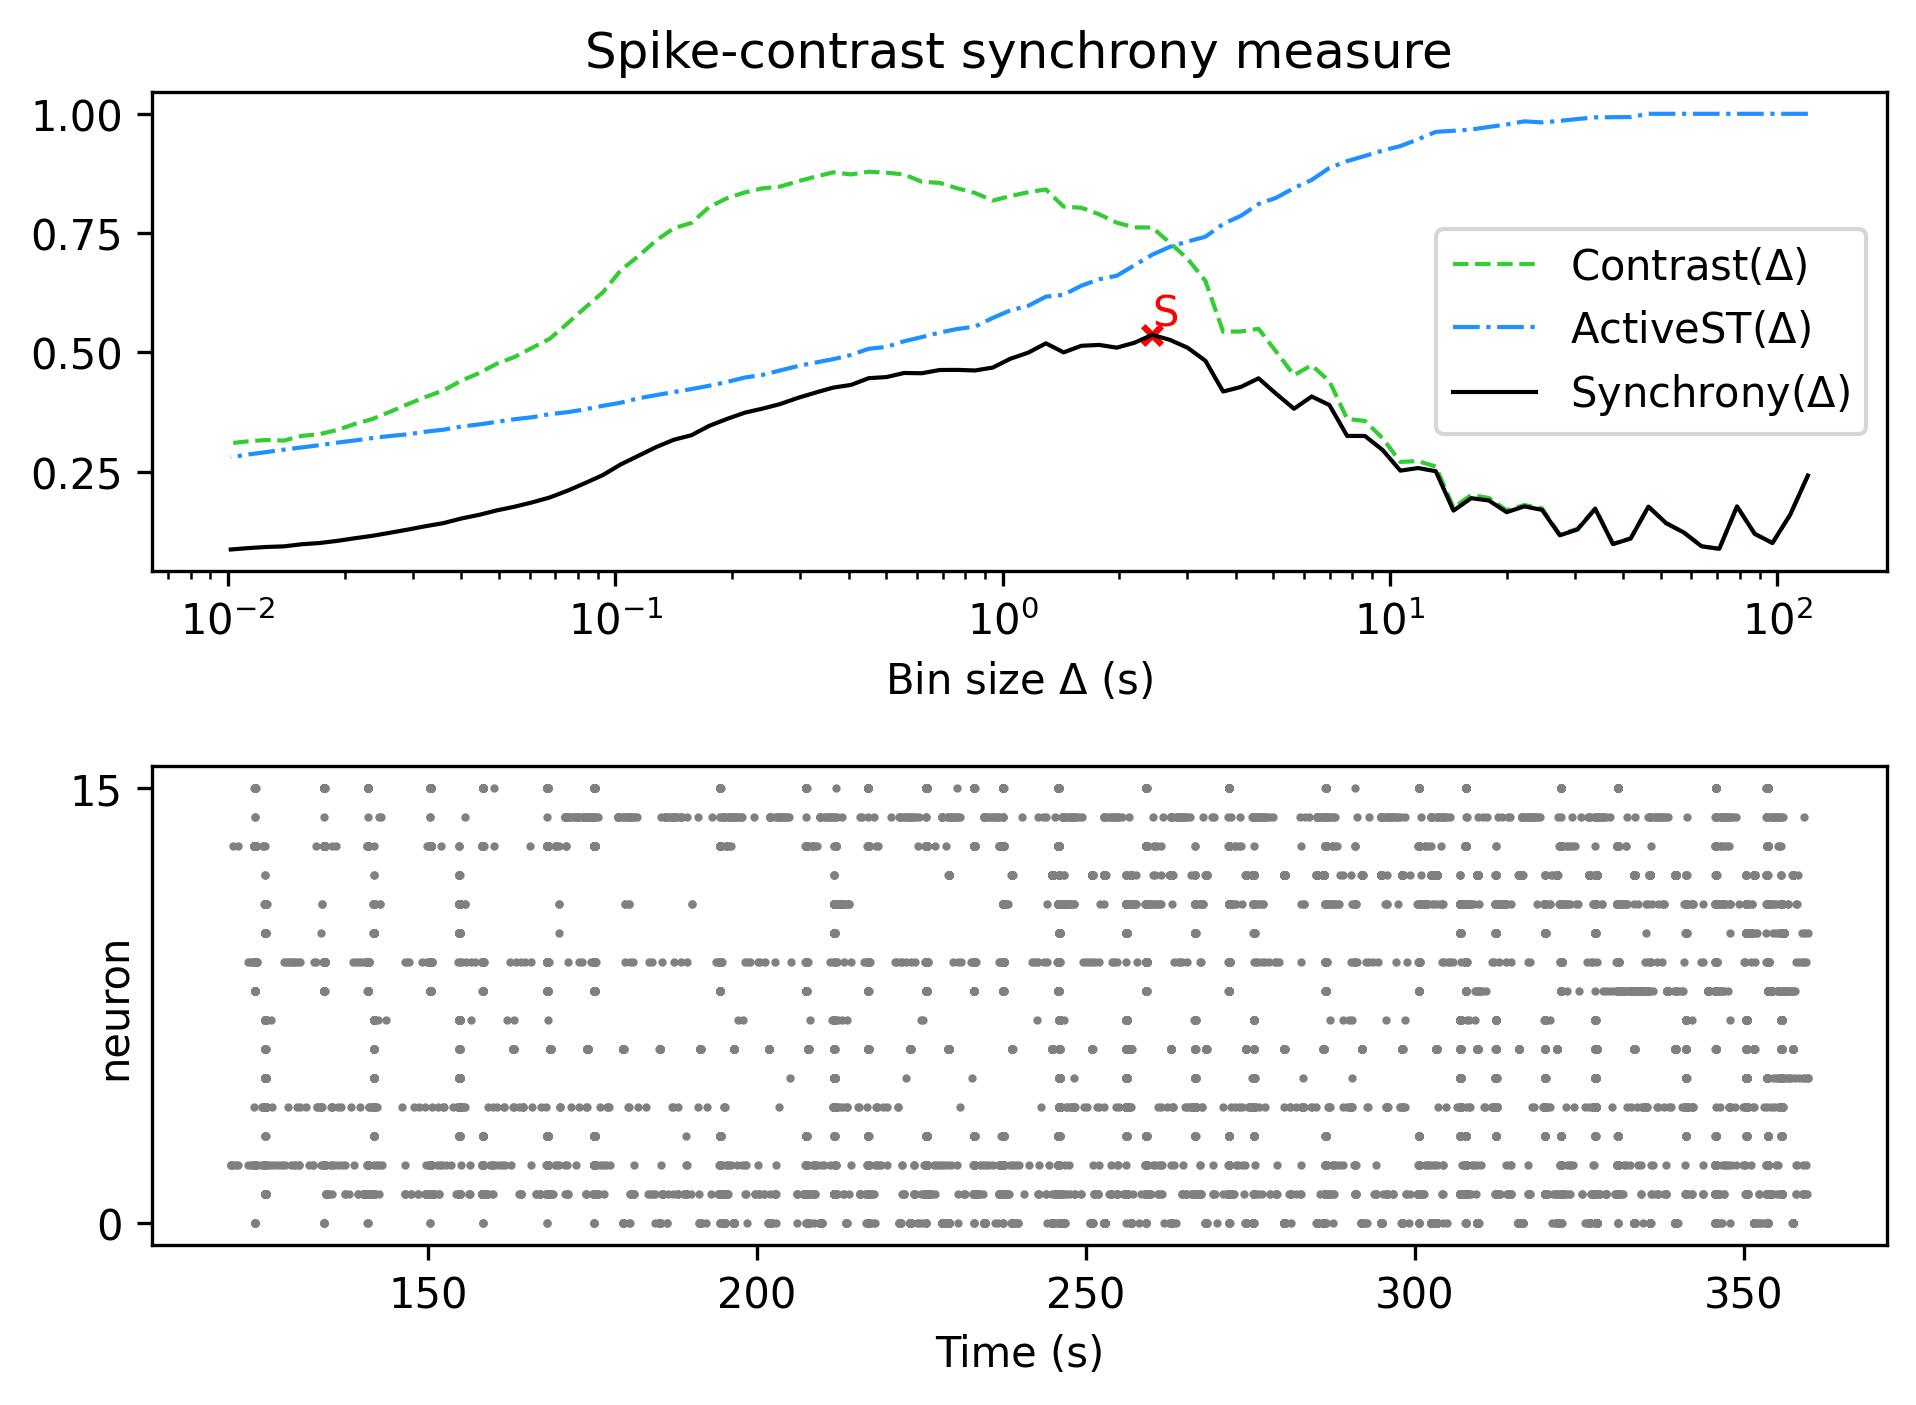 Spike-contrast synchrony measure
1.00
0.75
0.50
0.25
S
Contrast(Δ)
ActiveST(Δ)
Synchrony(Δ)
10⁻² 10⁻¹ 10⁰ 10¹ 10²
Bin size Δ (s)
15
neuron
0
150 200 250 300 350
Time (s)